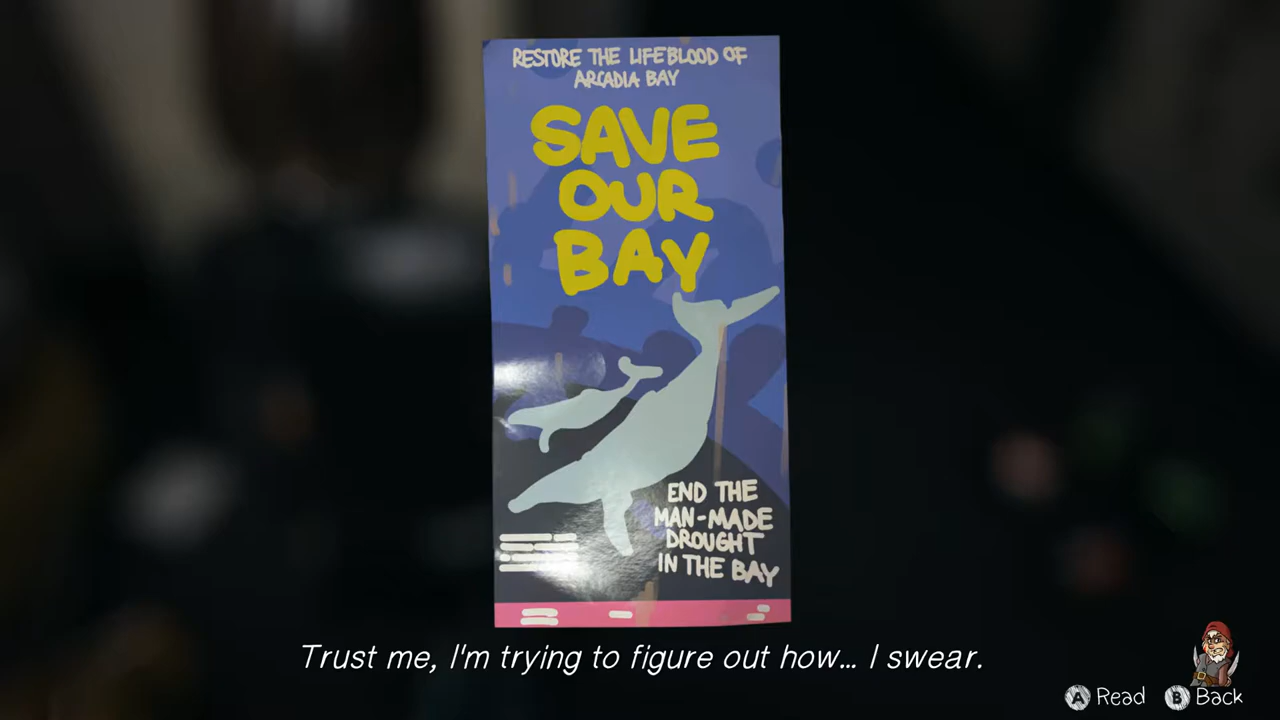 RESTORE THE LIFEBLOOD OF
ARCADIA BAY
SAVE
OUR
BAY
END THE
MAN-MADE
DROUGHT
IN THE BAY
Trust me, I'm trying to figure out how... I swear.
A Read B Back